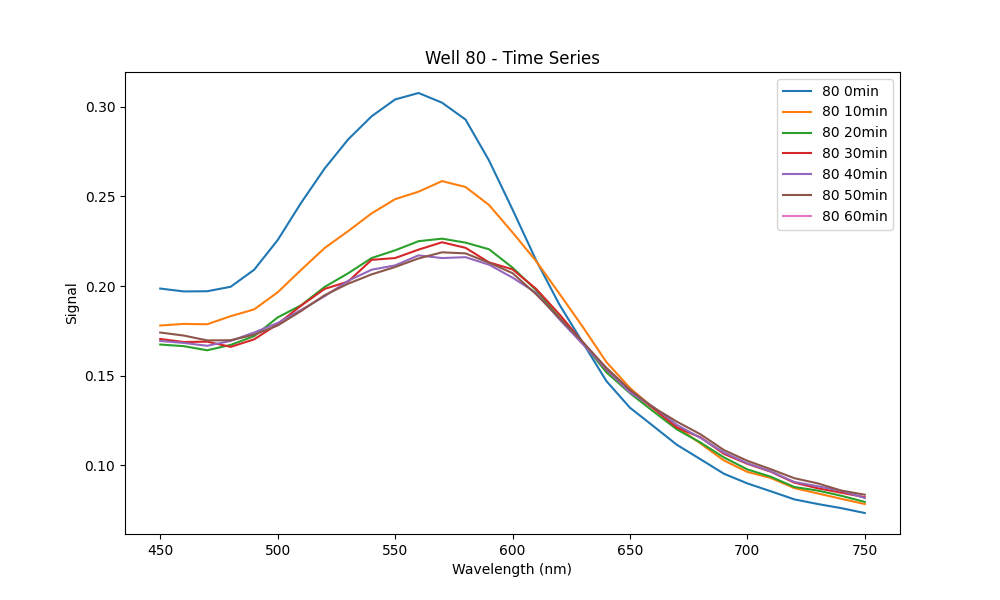 Well 80 - Time Series
80 0min
80 10min
80 20min
80 30min
80 40min
80 50min
80 60min
0.30
0.25
0.20
0.15
0.10
Signal
450 500 550 600 650 700 750
Wavelength (nm)